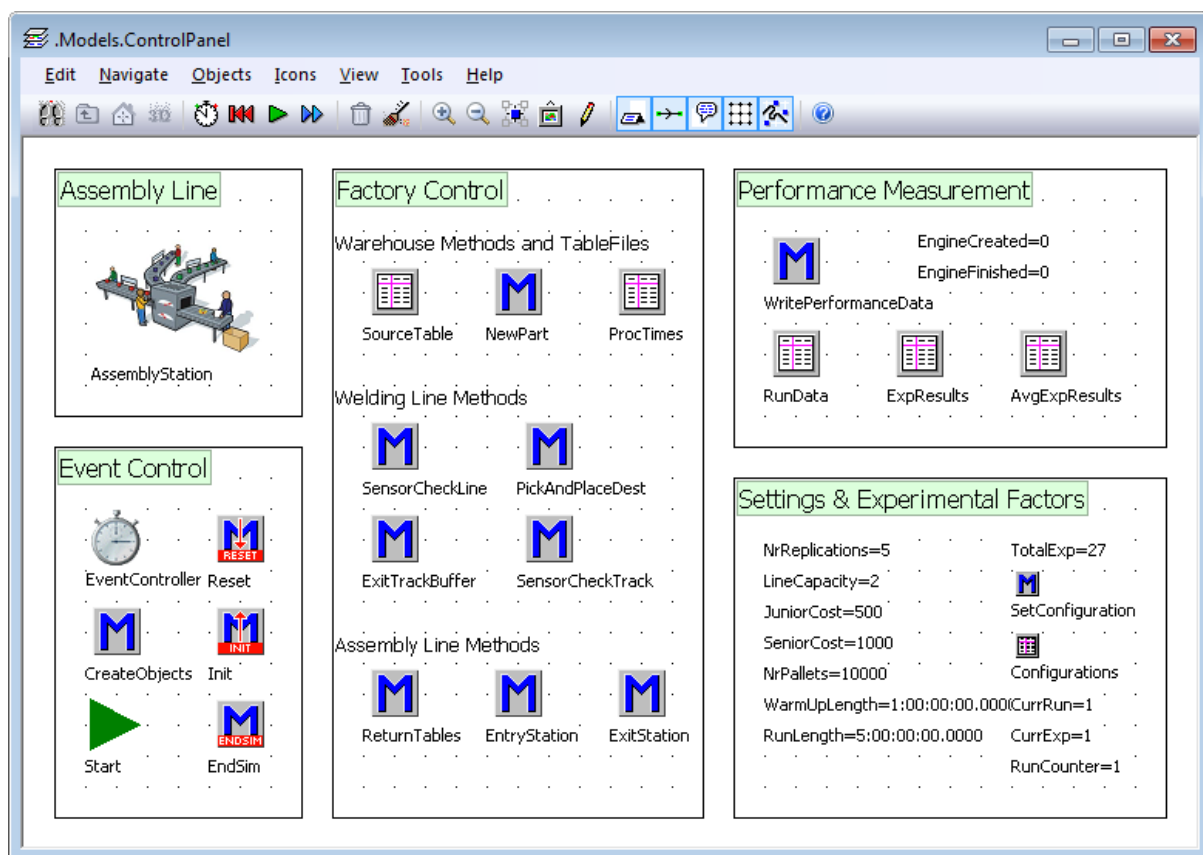 .Models.ControlPanel
Edit Navigate Objects Icons View Tools Help
3D
Assembly Line
AssemblyStation
Event Control
RESET
EventController Reset
M
INIT
CreateObjects Init
ENDSIM
Start EndSim
Factory Control
Warehouse Methods and TableFiles
M
SourceTable NewPart ProcTimes
Welding Line Methods
M M
SensorCheckLine PickAndPlaceDest
M M
ExitTrackBuffer SensorCheckTrack
Assembly Line Methods
M M M
ReturnTables EntryStation ExitStation
Performance Measurement
M
EngineCreated=0
EngineFinished=0
WritePerformanceData
RunData ExpResults AvgExpResults
Settings & Experimental Factors
NrReplications=5 TotalExp=27
LineCapacity=2
M
JuniorCost=500 SetConfiguration
SeniorCost=1000
NrPallets=10000 Configurations
WarmUpLength=1:00:00:00.000 CurrRun=1
RunLength=5:00:00:00.0000 CurrExp=1
RunCounter=1